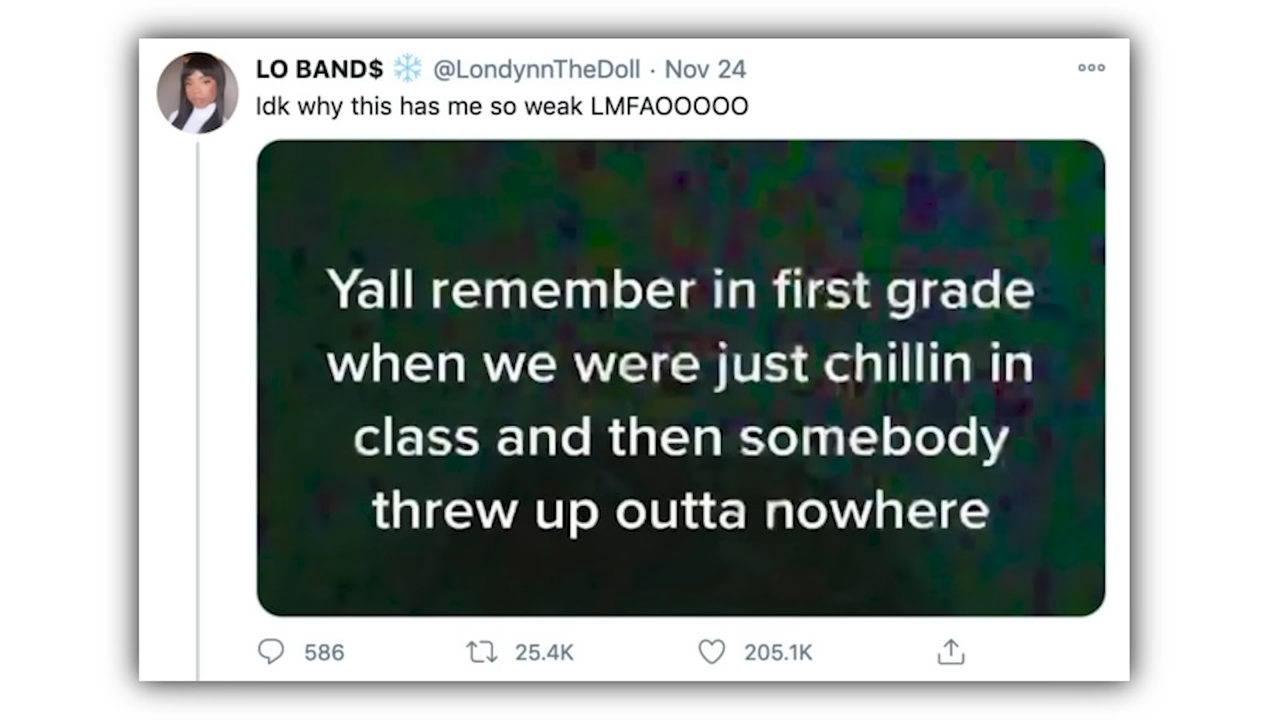 LO BAND$ ❄️ @LondynnTheDoll · Nov 24
Idk why this has me so weak LMFAOOOOO
Yall remember in first grade
when we were just chillin in
class and then somebody
threw up outta nowhere
586 25.4K 205.1K